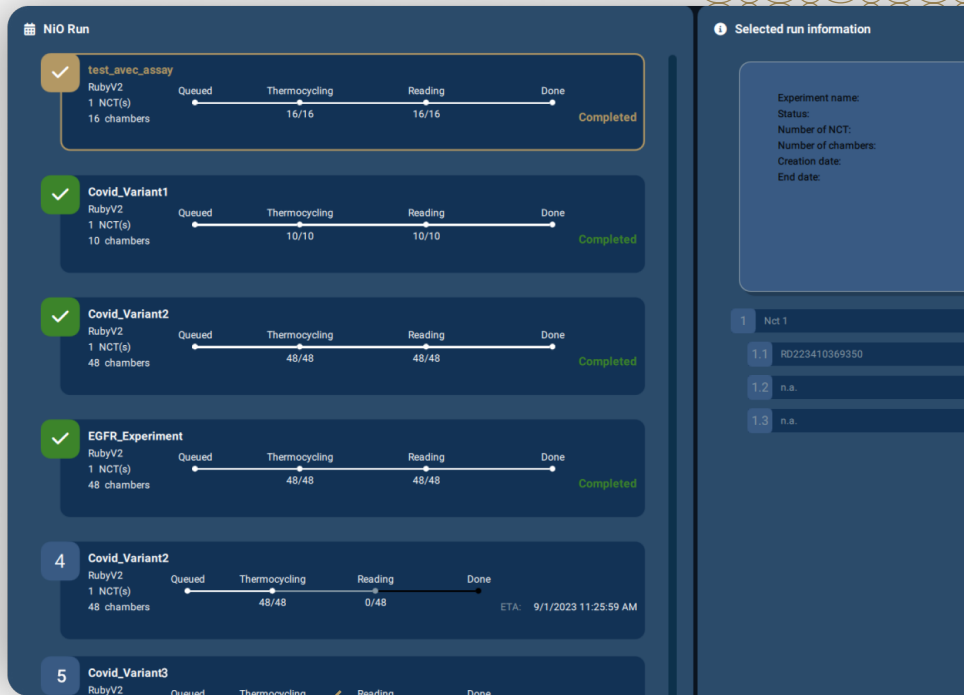 NiO Run
test_avec_assay
RubyV2
1 NCT(s)
16 chambers
Queued Thermocycling Reading Done
16/16 16/16
Completed
Covid_Variant1
RubyV2
1 NCT(s)
10 chambers
Queued Thermocycling Reading Done
10/10 10/10
Completed
Covid_Variant2
RubyV2
1 NCT(s)
48 chambers
Queued Thermocycling Reading Done
48/48 48/48
Completed
EGFR_Experiment
RubyV2
1 NCT(s)
48 chambers
Queued Thermocycling Reading Done
48/48 48/48
Completed
4
Covid_Variant2
RubyV2
1 NCT(s)
48 chambers
Queued Thermocycling Reading Done
48/48 0/48
ETA: 9/1/2023 11:25:59 AM
5
Covid_Variant3
RubyV2
Queued Thermocycling Reading Done
Selected run information
Experiment name:
Status:
Number of NCT:
Number of chambers:
Creation date:
End date:
1 Nct 1
1.1 RD223410369350
1.2 n.a.
1.3 n.a.